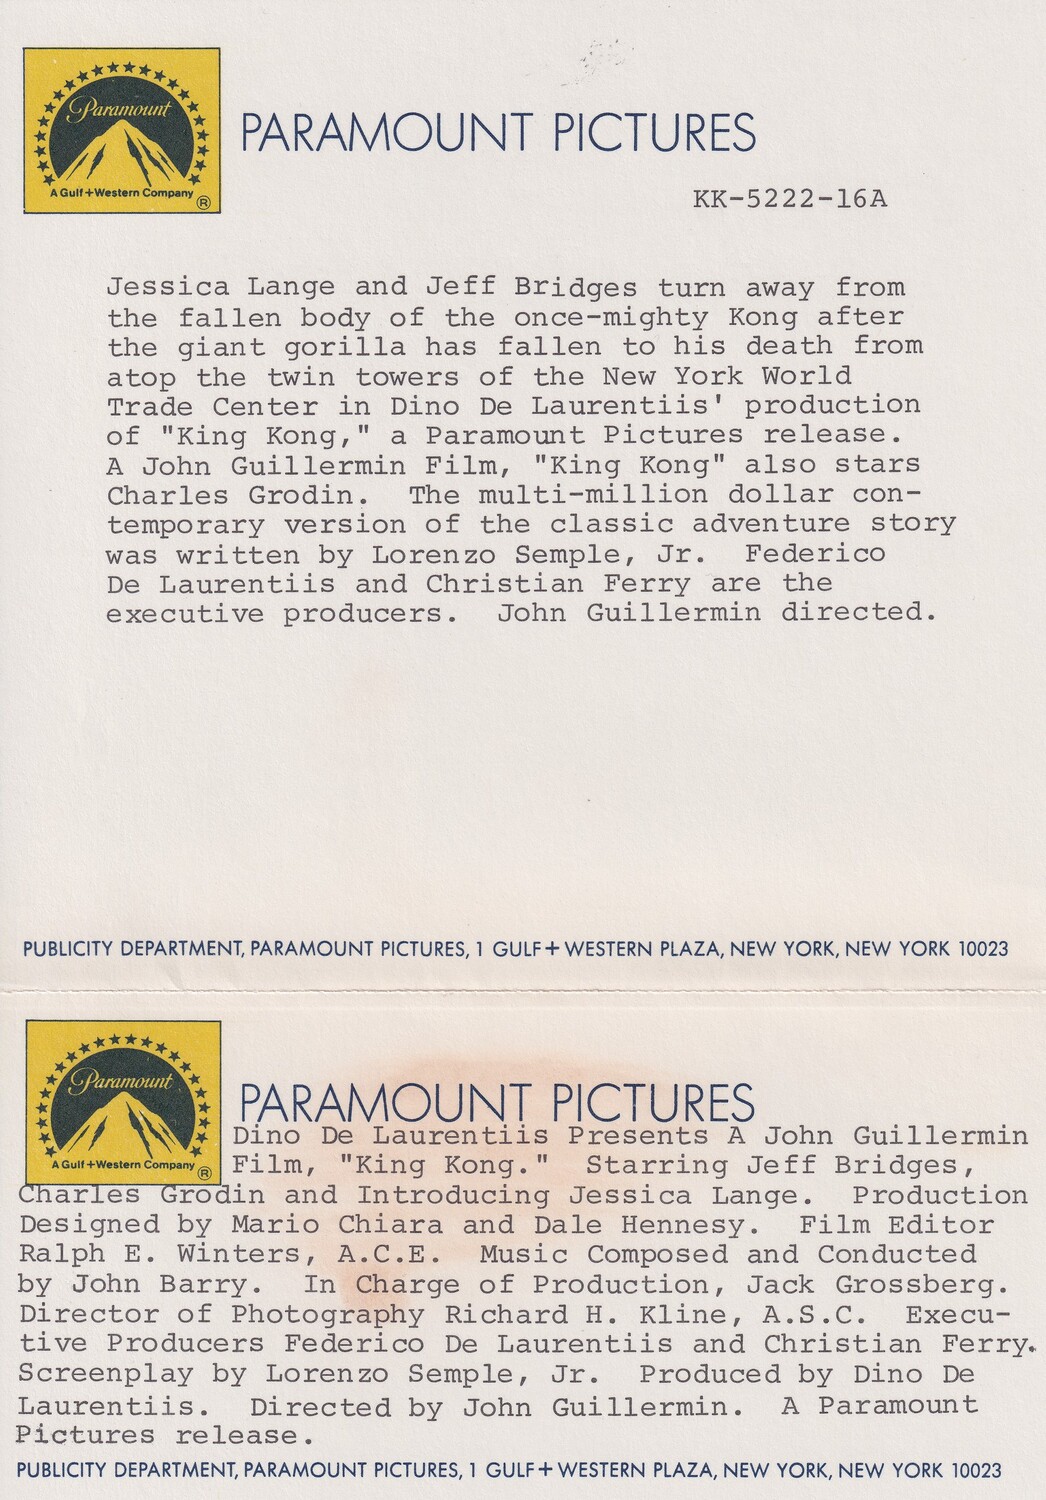 Paramount
A Gulf+Western Company
®
PARAMOUNT PICTURES
KK-5222-16A
Jessica Lange and Jeff Bridges turn away from
the fallen body of the once-mighty Kong after
the giant gorilla has fallen to his death from
atop the twin towers of the New York World
Trade Center in Dino De Laurentiis' production
of "King Kong," a Paramount Pictures release.
A John Guillermin Film, "King Kong" also stars
Charles Grodin.  The multi-million dollar con-
temporary version of the classic adventure story
was written by Lorenzo Semple, Jr.  Federico
De Laurentiis and Christian Ferry are the
executive producers.  John Guillermin directed.
PUBLICITY DEPARTMENT, PARAMOUNT PICTURES, 1 GULF+WESTERN PLAZA, NEW YORK, NEW YORK 10023
Paramount
A Gulf+Western Company
®
PARAMOUNT PICTURES
Dino De Laurentiis Presents A John Guillermin
Film, "King Kong."  Starring Jeff Bridges,
Charles Grodin and Introducing Jessica Lange.  Production
Designed by Mario Chiara and Dale Hennesy.  Film Editor
Ralph E. Winters, A.C.E.  Music Composed and Conducted
by John Barry.  In Charge of Production, Jack Grossberg.
Director of Photography Richard H. Kline, A.S.C.  Execu-
tive Producers Federico De Laurentiis and Christian Ferry.
Screenplay by Lorenzo Semple, Jr.  Produced by Dino De
Laurentiis.  Directed by John Guillermin.  A Paramount
Pictures release.
PUBLICITY DEPARTMENT, PARAMOUNT PICTURES, 1 GULF+WESTERN PLAZA, NEW YORK, NEW YORK 10023